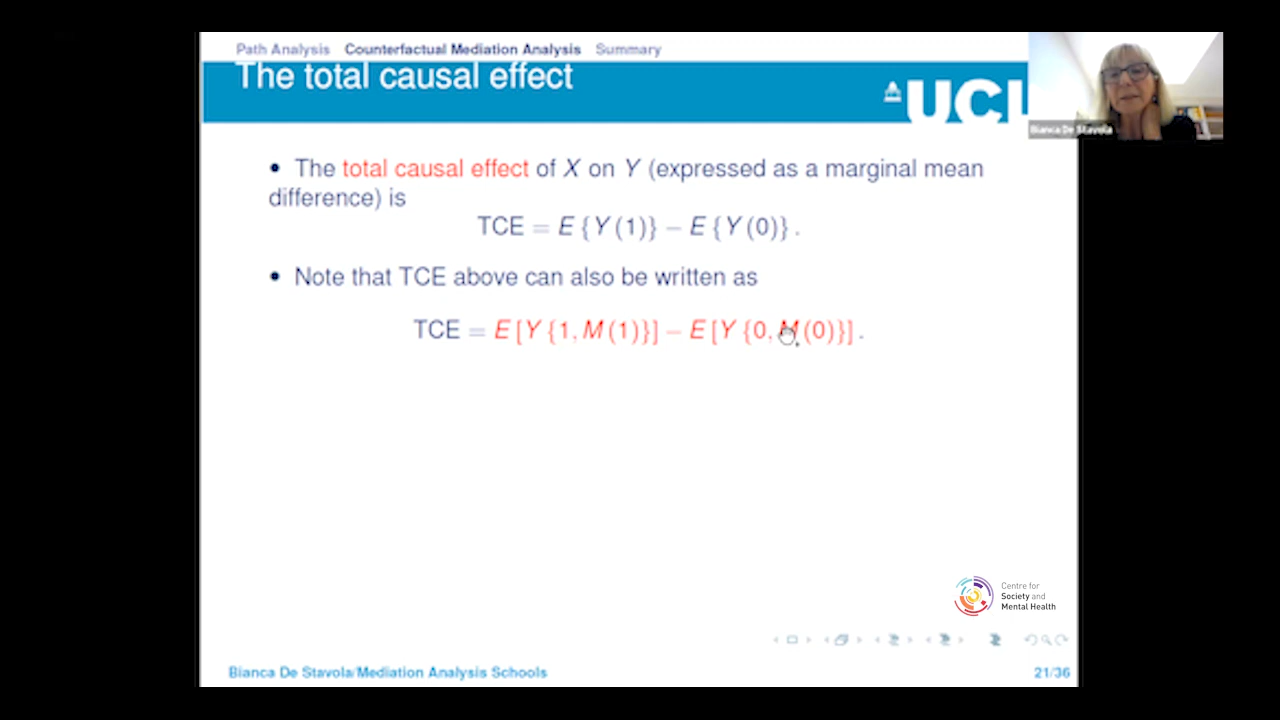 Path Analysis Counterfactual Mediation Analysis Summary
The total causal effect
UCL
Bianca De Stavola
• The total causal effect of X on Y (expressed as a marginal mean
difference) is
TCE = E {Y (1)} − E {Y (0)} .
• Note that TCE above can also be written as
TCE = E [Y {1, M (1)}] − E [Y {0, M (0)}] .
Centre for
Society and
Mental Health
Bianca De Stavola/Mediation Analysis Schools
21/36